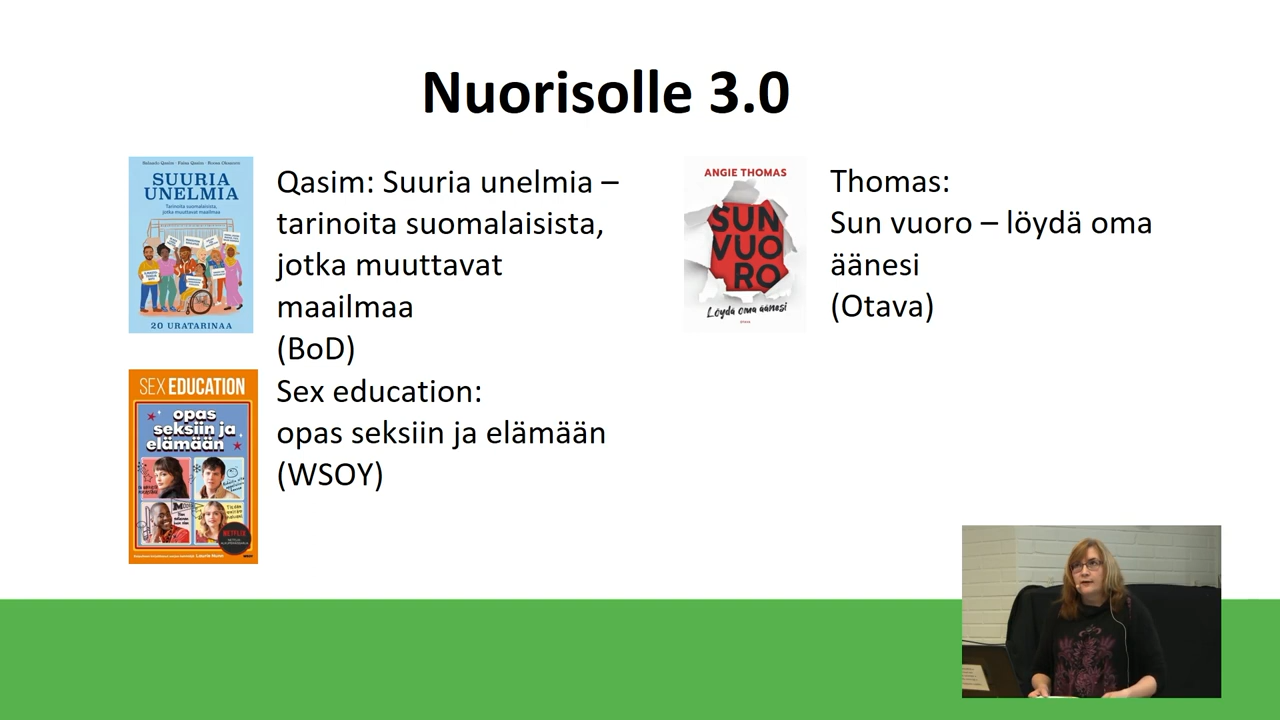 Nuorisolle 3.0
SUURIA
UNELMIA
Tarinoita suomalaisista,
jotka muuttavat maailmaa
20 URATARINAA
Qasim: Suuria unelmia –
tarinoita suomalaisista,
jotka muuttavat
maailmaa
(BoD)
SEX EDUCATION
opas
seksiin ja
elämään
NETFLIX
Sex education:
opas seksiin ja elämään
(WSOY)
ANGIE THOMAS
SUN
VUO
RO
Löydä oma äänesi
Thomas:
Sun vuoro – löydä oma
äänesi
(Otava)